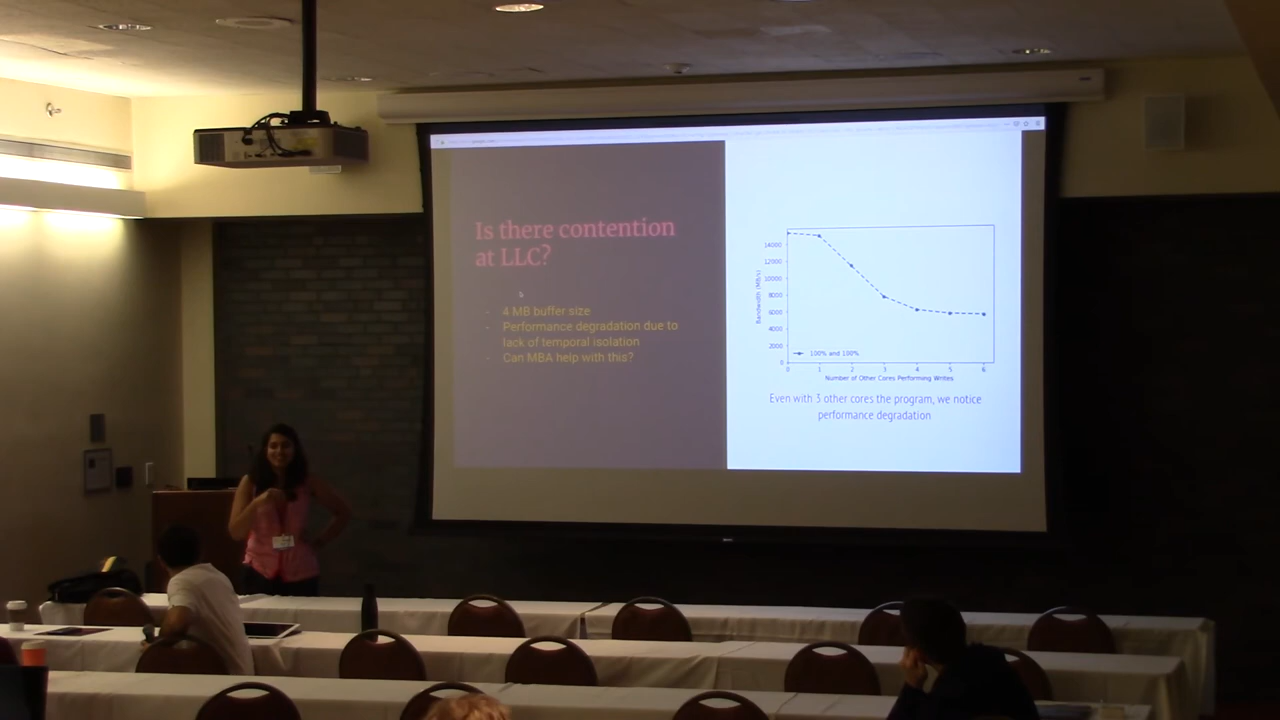 Is there contention
at LLC?
- 4 MB buffer size
- Performance degradation due to
lack of temporal isolation
- Can MBA help with this?
14000
12000
10000
8000
6000
4000
2000
0
Bandwidth (MB/s)
100% and 100%
0 1 2 3 4 5 6
Number of Other Cores Performing Writes
Even with 3 other cores the program, we notice
performance degradation